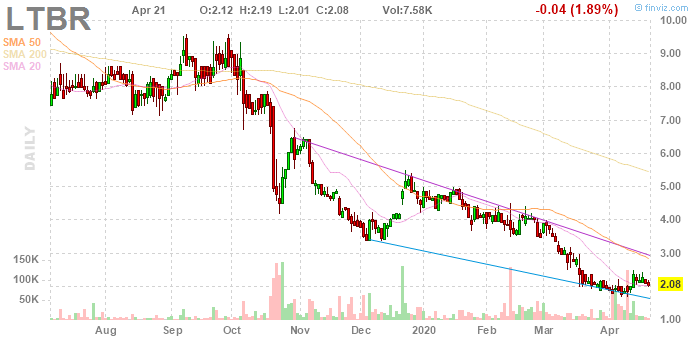 LTBR
Apr 21 O:2.12 H:2.19 L:2.01 C:2.08 Vol:7.58K -0.04 (1.89%)
© finviz.com
SMA 50
SMA 200
SMA 20
DAILY
10.00
9.00
8.00
7.00
6.00
5.00
4.00
3.00
2.08
1.00
150K
100K
50K
Aug Sep Oct Nov Dec 2020 Feb Mar Apr